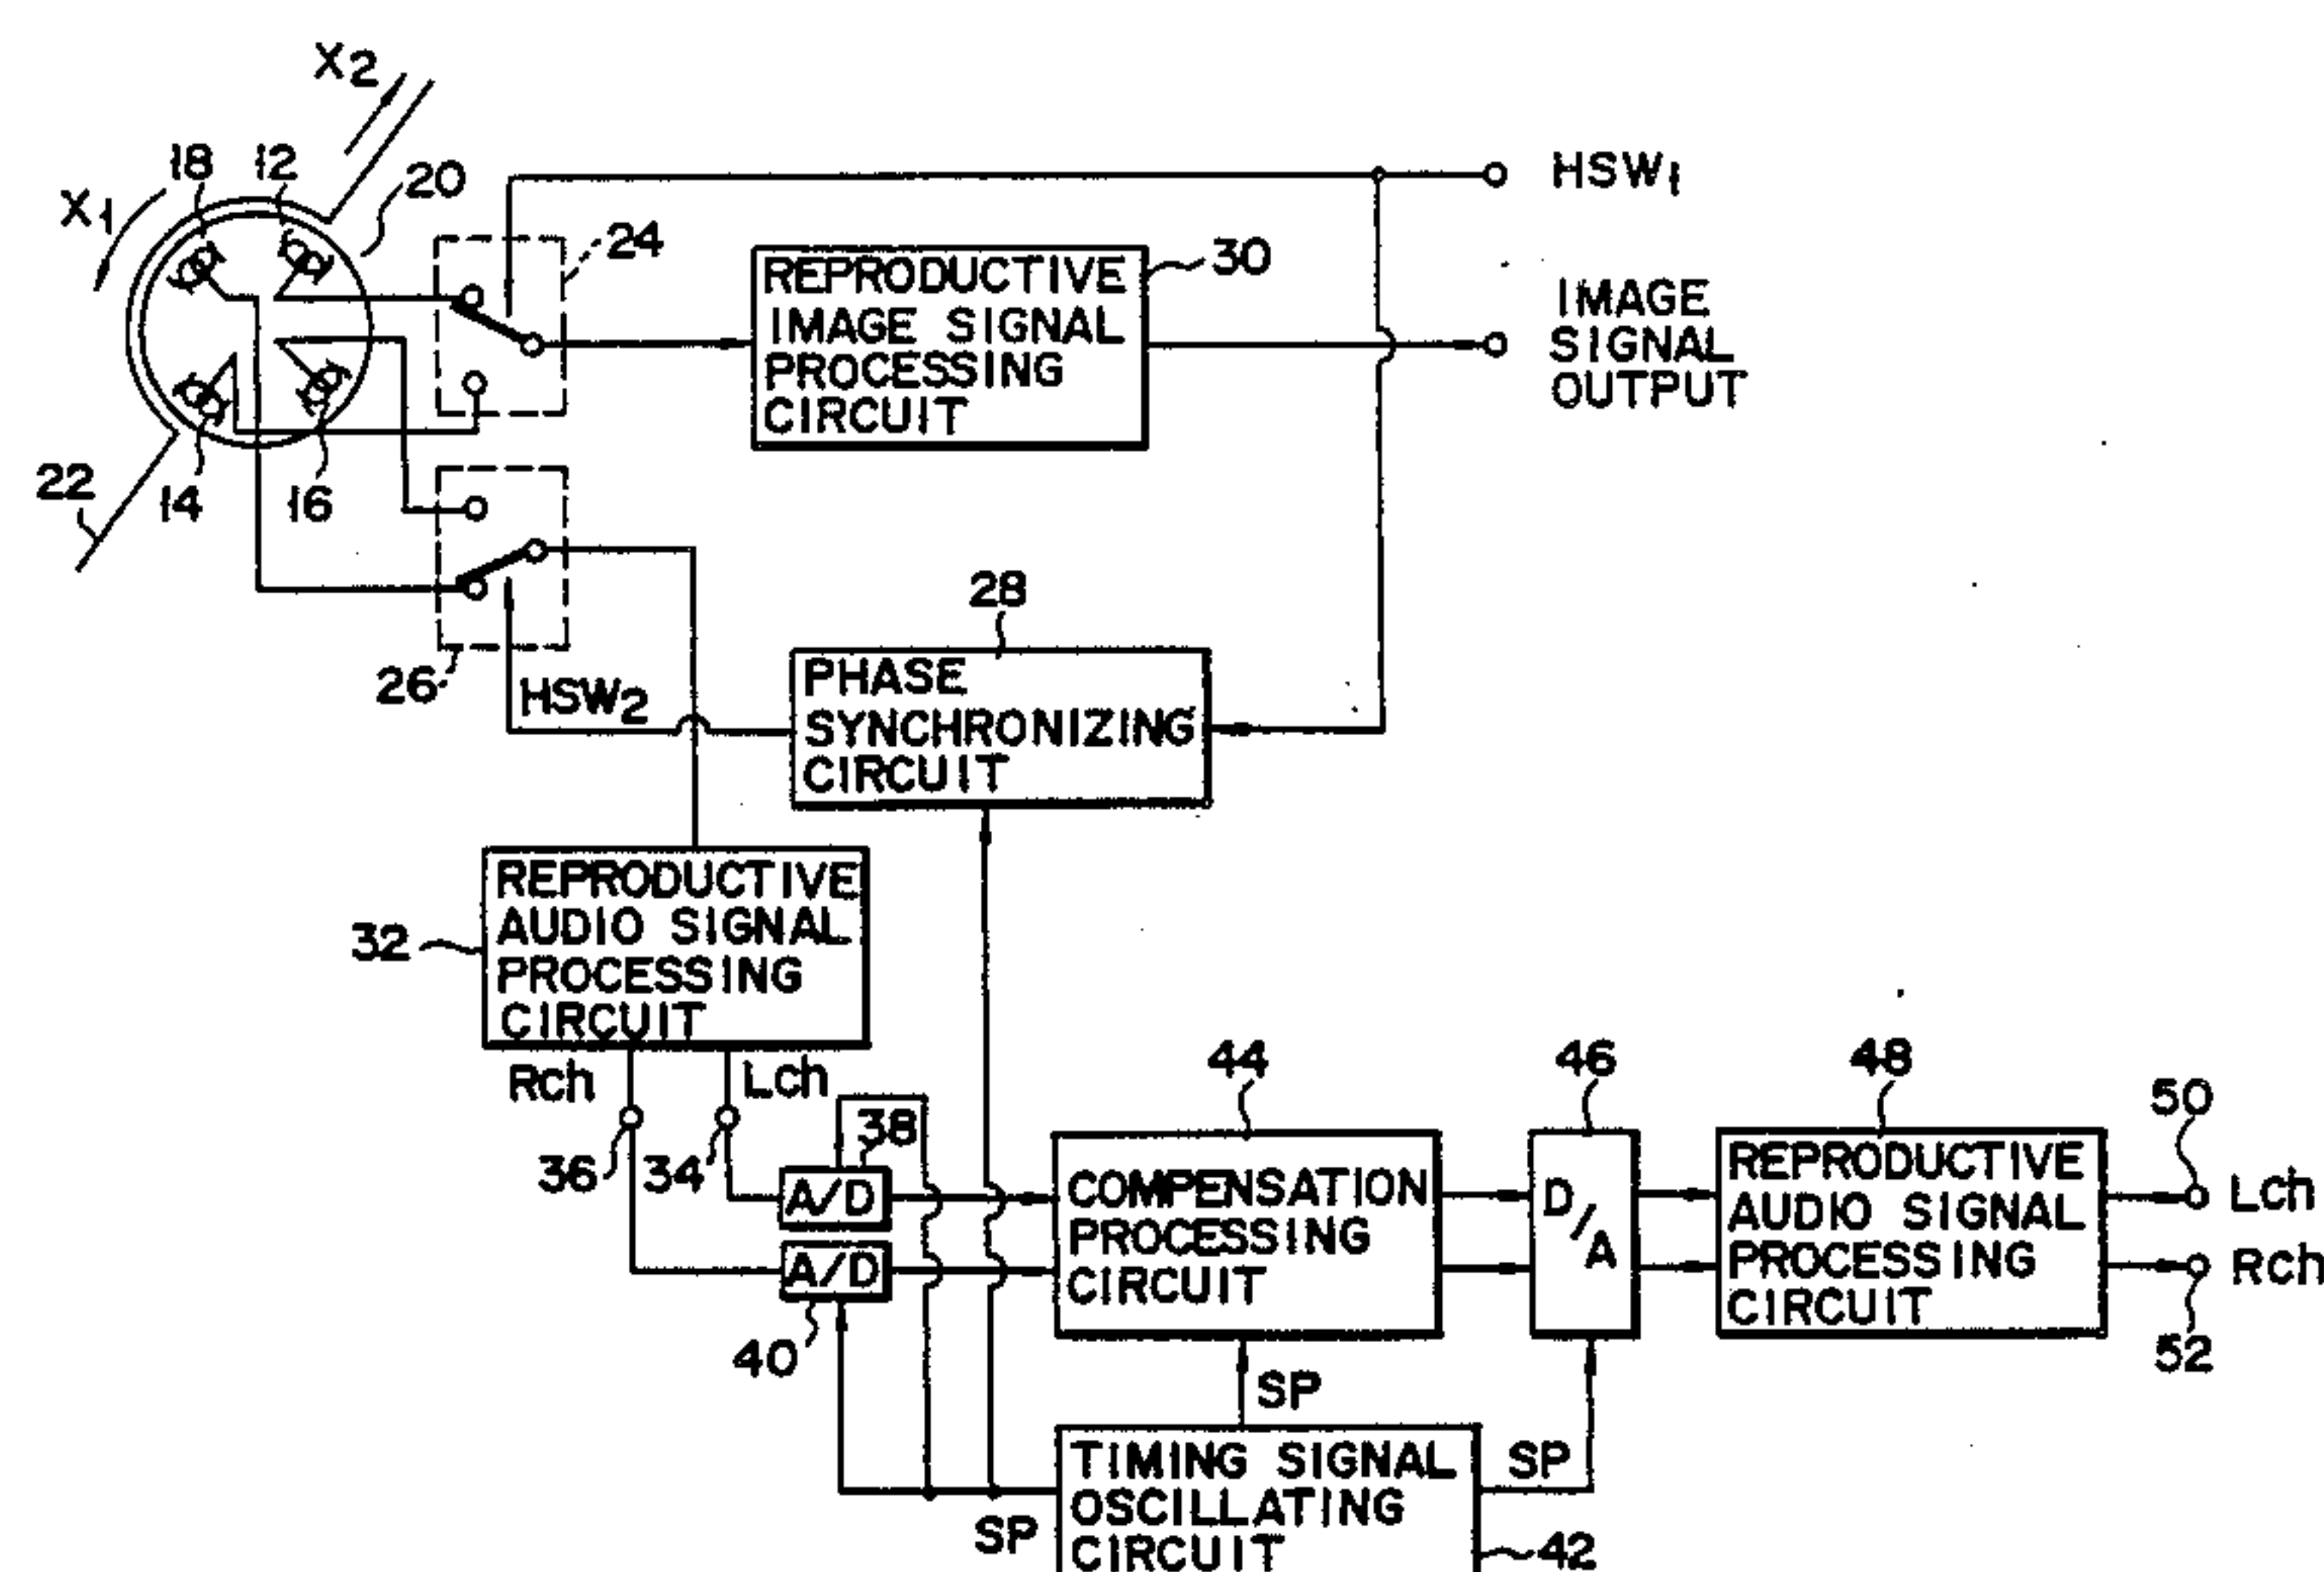 X2
18 12
20
X1
HSW1
24
30
REPRODUCTIVE
IMAGE SIGNAL
PROCESSING
CIRCUIT
IMAGE
SIGNAL
OUTPUT
22
14
16
28
26
HSW2
PHASE
SYNCHRONIZING
CIRCUIT
REPRODUCTIVE
AUDIO SIGNAL
PROCESSING
CIRCUIT
32
Rch
Lch
44
46
48
50
38
36
34
A/D
COMPENSATION
PROCESSING
CIRCUIT
D/A
REPRODUCTIVE
AUDIO SIGNAL
PROCESSING
CIRCUIT
Lch
A/D
Rch
40
52
SP
TIMING SIGNAL
OSCILLATING
CIRCUIT
SP
SP
42